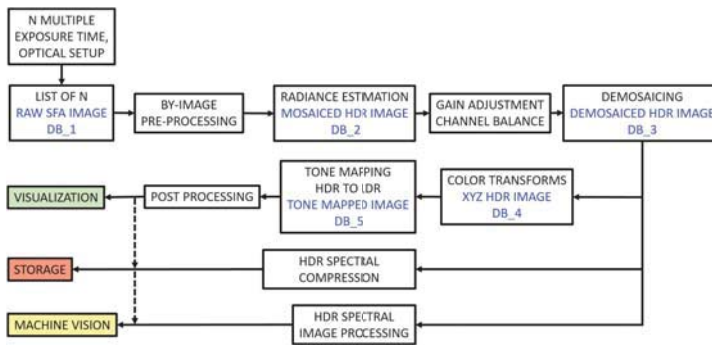 N MULTIPLE
EXPOSURE TIME,
OPTICAL SETUP
LIST OF N
RAW SFA IMAGE
DB_1
BY-IMAGE
PRE-PROCESSING
RADIANCE ESTIMATION
MOSAICED HDR IMAGE
DB_2
GAIN ADJUSTMENT
CHANNEL BALANCE
DEMOSAICING
DEMOSAICED HDR IMAGE
DB_3
VISUALIZATION
POST PROCESSING
TONE MAPPING
HDR TO LDR
TONE MAPPED IMAGE
DB_5
COLOR TRANSFORMS
XYZ HDR IMAGE
DB_4
STORAGE
HDR SPECTRAL
COMPRESSION
MACHINE VISION
HDR SPECTRAL
IMAGE PROCESSING